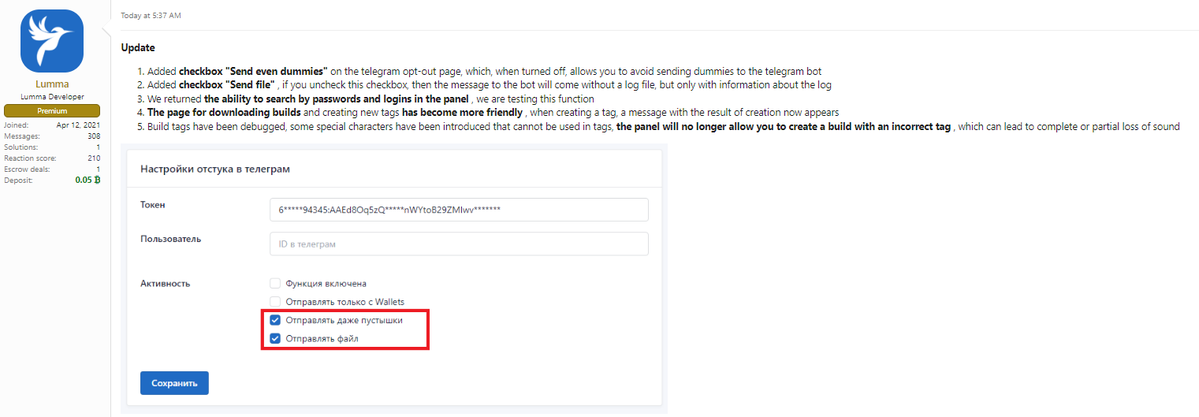 Today at 5:37 AM
Lumma
Lumma Developer
Premium
Joined: Apr 12, 2021
Messages: 308
Solutions: 1
Reaction score: 210
Escrow deals: 1
Deposit: 0.05 ₿
Update
1. Added checkbox "Send even dummies" on the telegram opt-out page, which, when turned off, allows you to avoid sending dummies to the telegram bot
2. Added checkbox "Send file" , if you uncheck this checkbox, then the message to the bot will come without a log file, but only with information about the log
3. We returned the ability to search by passwords and logins in the panel , we are testing this function
4. The page for downloading builds and creating new tags has become more friendly , when creating a tag, a message with the result of creation now appears
5. Build tags have been debugged, some special characters have been introduced that cannot be used in tags, the panel will no longer allow you to create a build with an incorrect tag , which can lead to complete or partial loss of sound
Настройки отстука в телеграм
Токен
6*****94345:AAEd8Oq5zQ*****nWYtoB29ZMIwv*******
Пользователь
ID в телеграм
Активность
Функция включена
Отправлять только с Wallets
Отправлять даже пустышки
Отправлять файл
Сохранить